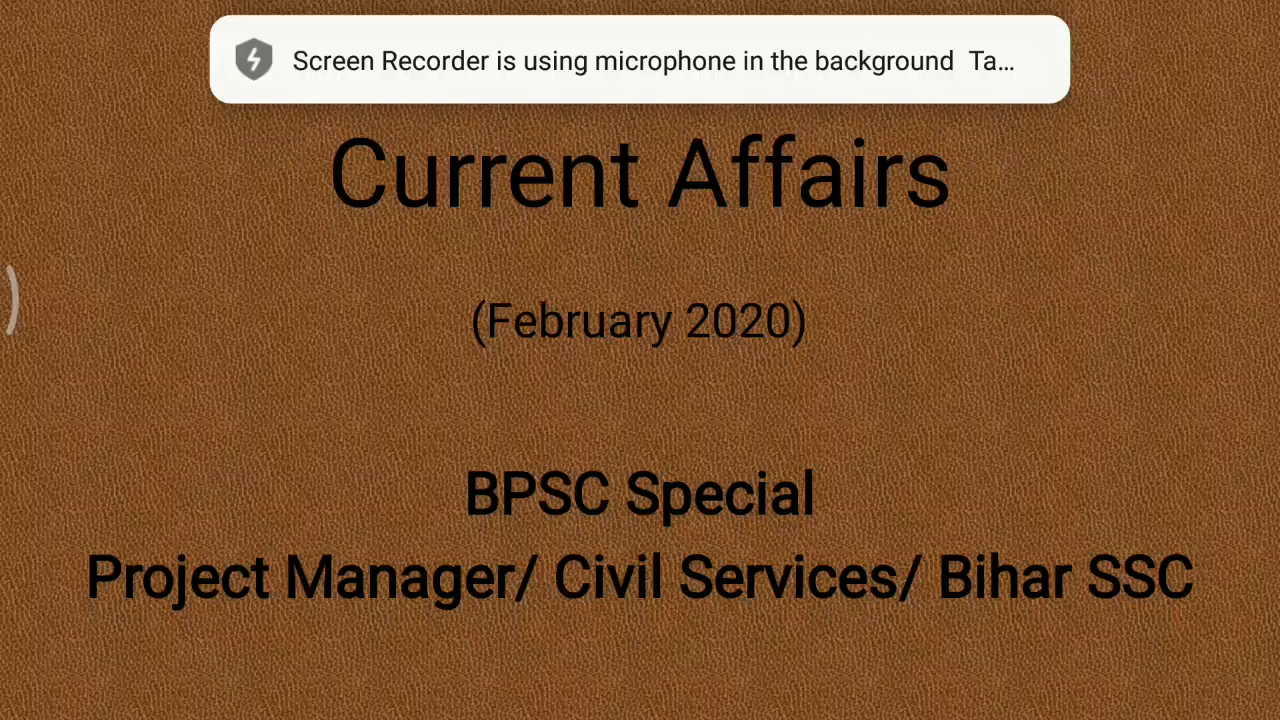 Screen Recorder is using microphone in the background Ta...
Current Affairs
(February 2020)
BPSC Special
Project Manager/ Civil Services/ Bihar SSC